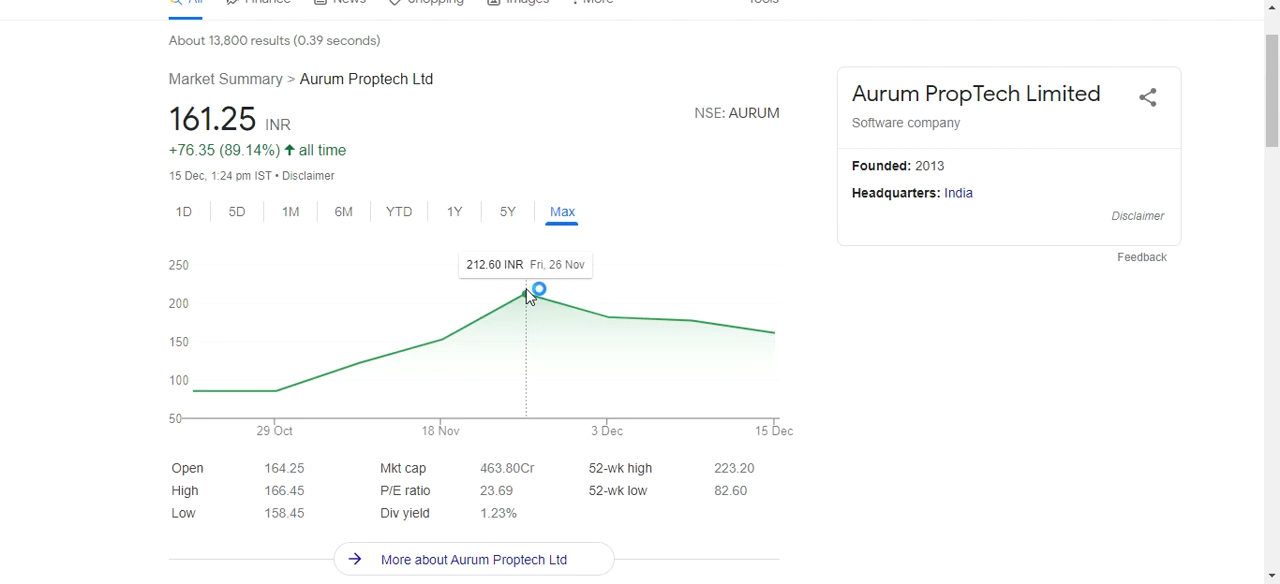 About 13,800 results (0.39 seconds)
Market Summary > Aurum Proptech Ltd
161.25 INR
NSE: AURUM
+76.35 (89.14%) ↑ all time
15 Dec, 1:24 pm IST • Disclaimer
1D 5D 1M 6M YTD 1Y 5Y Max
212.60 INR Fri, 26 Nov
250
200
150
100
50
29 Oct 18 Nov 3 Dec 15 Dec
Open 164.25 Mkt cap 463.80Cr 52-wk high 223.20
High 166.45 P/E ratio 23.69 52-wk low 82.60
Low 158.45 Div yield 1.23%
More about Aurum Proptech Ltd
Aurum PropTech Limited
Software company
Founded: 2013
Headquarters: India
Disclaimer
Feedback